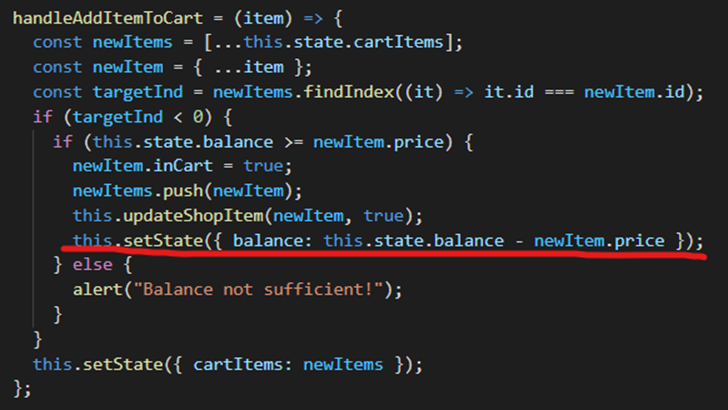 handleAddItemToCart = (item) => {
const newItems = [...this.state.cartItems];
const newItem = { ...item };
const targetInd = newItems.findIndex((it) => it.id === newItem.id);
if (targetInd < 0) {
if (this.state.balance >= newItem.price) {
newItem.inCart = true;
newItems.push(newItem);
this.updateShopItem(newItem, true);
this.setState({ balance: this.state.balance - newItem.price });
} else {
alert("Balance not sufficient!");
}
}
this.setState({ cartItems: newItems });
};